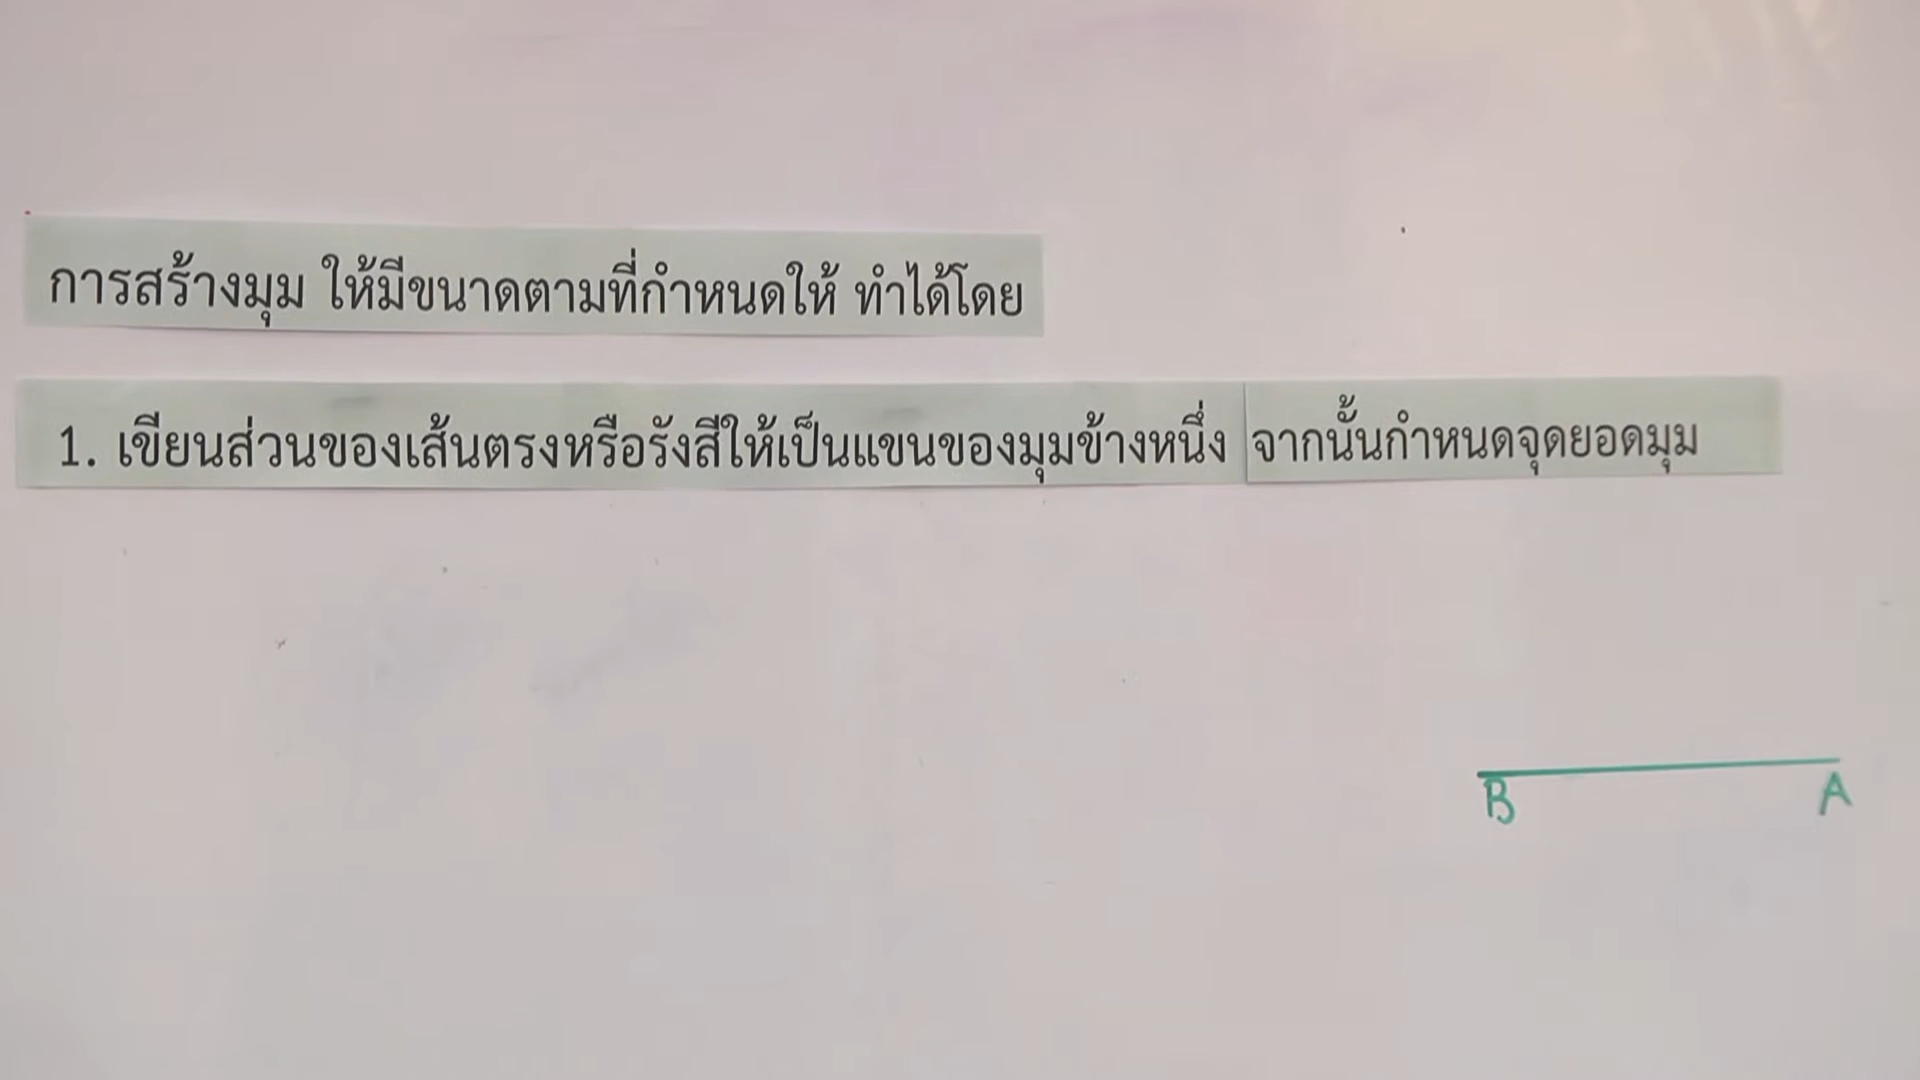 การสร้างมุม ให้มีขนาดตามที่กำหนดให้ ทำได้โดย
1. เขียนส่วนของเส้นตรงหรือรังสีให้เป็นแขนของมุมข้างหนึ่ง จากนั้นกำหนดจุดยอดมุม
B A